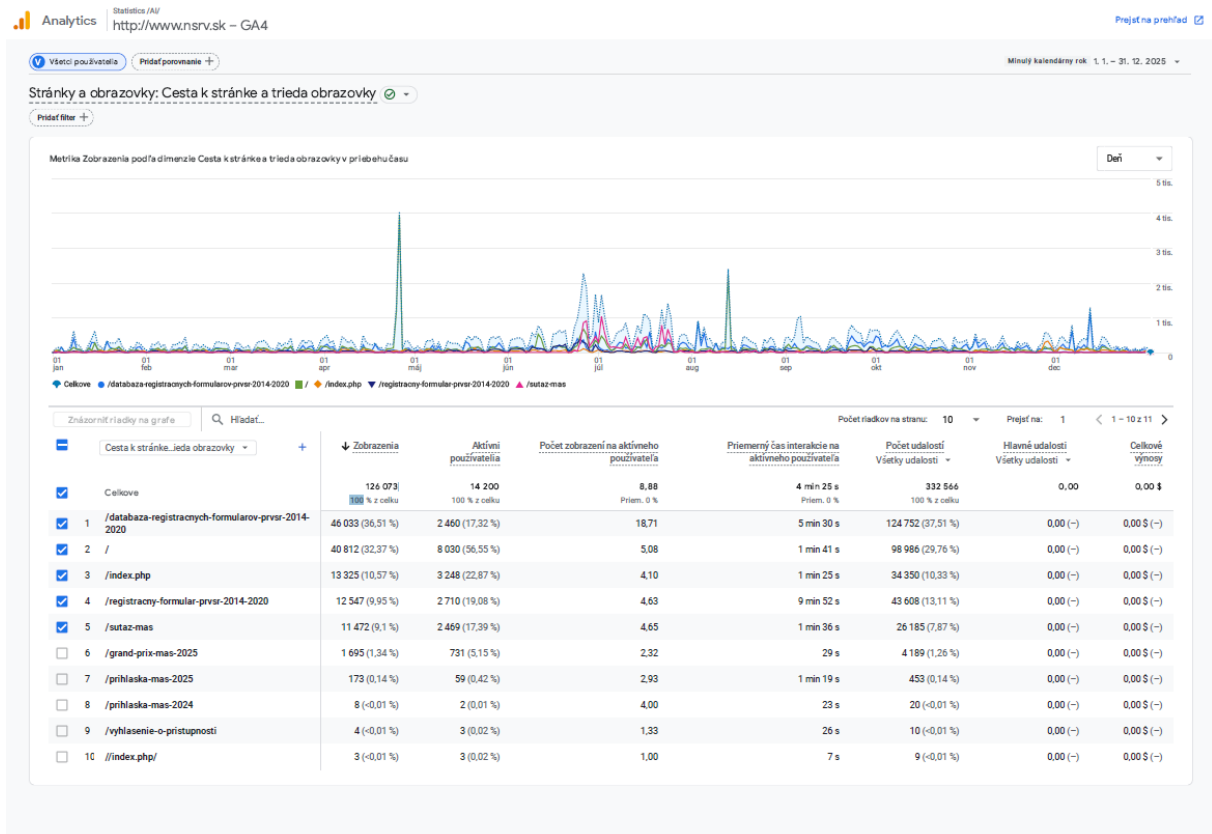 Analytics
Statistics /AI/
http://www.nsrv.sk – GA4
Prejsť na prehľad
V Všetci používatelia
Pridať porovnanie +
Minulý kalendárny rok 1. 1. – 31. 12. 2025
Stránky a obrazovky: Cesta k stránke a trieda obrazovky
Pridať filter +
Metrika Zobrazenia podľa dimenzie Cesta k stránke a trieda obrazovky v priebehu času
Deň
5 tis.
4 tis.
3 tis.
2 tis.
1 tis.
0
01 jan
01 feb
01 mar
01 apr
01 máj
01 jún
01 júl
01 aug
01 sep
01 okt
01 nov
01 dec
Celkove /databaza-registracnych-formularov-prvsr-2014-2020 / /index.php /registracny-formular-prvsr-2014-2020 /sutaz-mas
Znázorniť riadky na grafe
Hľadať...
Počet riadkov na stranu: 10
Prejsť na: 1
1 – 10 z 11
Cesta k stránke...ieda obrazovky
+
↓ Zobrazenia
Aktívni používatelia
Počet zobrazení na aktívneho používateľa
Priemerný čas interakcie na aktívneho používateľa
Počet udalostí
Všetky udalosti
Hlavné udalosti
Všetky udalosti
Celkové výnosy
Celkove 126 073 14 200 8,88 4 min 25 s 332 566 0,00 0,00 $
100 % z celku 100 % z celku Priem. 0 % Priem. 0 % 100 % z celku
1 /databaza-registracnych-formularov-prvsr-2014-2020 46 033 (36,51 %) 2 460 (17,32 %) 18,71 5 min 30 s 124 752 (37,51 %) 0,00 (–) 0,00 $ (–)
2 / 40 812 (32,37 %) 8 030 (56,55 %) 5,08 1 min 41 s 98 986 (29,76 %) 0,00 (–) 0,00 $ (–)
3 /index.php 13 325 (10,57 %) 3 248 (22,87 %) 4,10 1 min 25 s 34 350 (10,33 %) 0,00 (–) 0,00 $ (–)
4 /registracny-formular-prvsr-2014-2020 12 547 (9,95 %) 2 710 (19,08 %) 4,63 9 min 52 s 43 608 (13,11 %) 0,00 (–) 0,00 $ (–)
5 /sutaz-mas 11 472 (9,1 %) 2 469 (17,39 %) 4,65 1 min 36 s 26 185 (7,87 %) 0,00 (–) 0,00 $ (–)
6 /grand-prix-mas-2025 1 695 (1,34 %) 731 (5,15 %) 2,32 29 s 4 189 (1,26 %) 0,00 (–) 0,00 $ (–)
7 /prihlaska-mas-2025 173 (0,14 %) 59 (0,42 %) 2,93 1 min 19 s 453 (0,14 %) 0,00 (–) 0,00 $ (–)
8 /prihlaska-mas-2024 8 (<0,01 %) 2 (0,01 %) 4,00 23 s 20 (<0,01 %) 0,00 (–) 0,00 $ (–)
9 /vyhlasenie-o-pristupnosti 4 (<0,01 %) 3 (0,02 %) 1,33 26 s 10 (<0,01 %) 0,00 (–) 0,00 $ (–)
10 //index.php/ 3 (<0,01 %) 3 (0,02 %) 1,00 7 s 9 (<0,01 %) 0,00 (–) 0,00 $ (–)